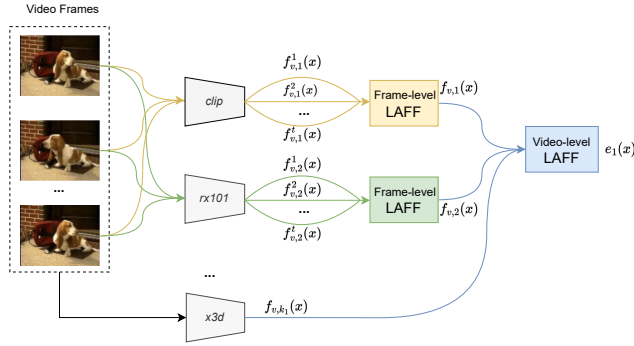 Video Frames
...
clip
rx101
...
x3d
f^1_{v,1}(x)
f^2_{v,1}(x)
...
f^t_{v,1}(x)
f^1_{v,2}(x)
f^2_{v,2}(x)
...
f^t_{v,2}(x)
f_{v,k_1}(x)
Frame-level
LAFF
f_{v,1}(x)
Frame-level
LAFF
f_{v,2}(x)
Video-level
LAFF
e_1(x)